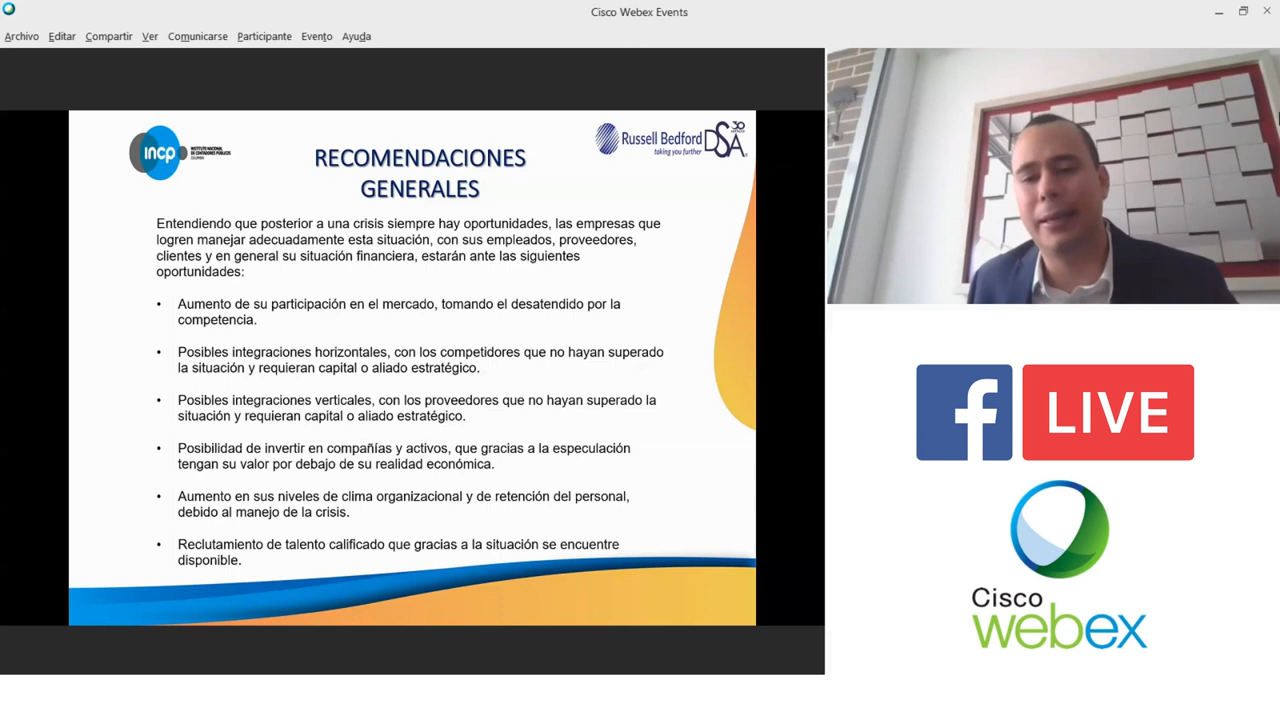 Cisco Webex Events
Archivo Editar Compartir Ver Comunicarse Participante Evento Ayuda
incp
INSTITUTO NACIONAL
DE CONTADORES PÚBLICOS
COLOMBIA
Russell Bedford
taking you further
DSA
30
RECOMENDACIONES
GENERALES
Entendiendo que posterior a una crisis siempre hay oportunidades, las empresas que
logren manejar adecuadamente esta situación, con sus empleados, proveedores,
clientes y en general su situación financiera, estarán ante las siguientes
oportunidades:
• Aumento de su participación en el mercado, tomando el desatendido por la
competencia.
• Posibles integraciones horizontales, con los competidores que no hayan superado
la situación y requieran capital o aliado estratégico.
• Posibles integraciones verticales, con los proveedores que no hayan superado la
situación y requieran capital o aliado estratégico.
• Posibilidad de invertir en compañías y activos, que gracias a la especulación
tengan su valor por debajo de su realidad económica.
• Aumento en sus niveles de clima organizacional y de retención del personal,
debido al manejo de la crisis.
• Reclutamiento de talento calificado que gracias a la situación se encuentre
disponible.
f LIVE
Cisco
webex